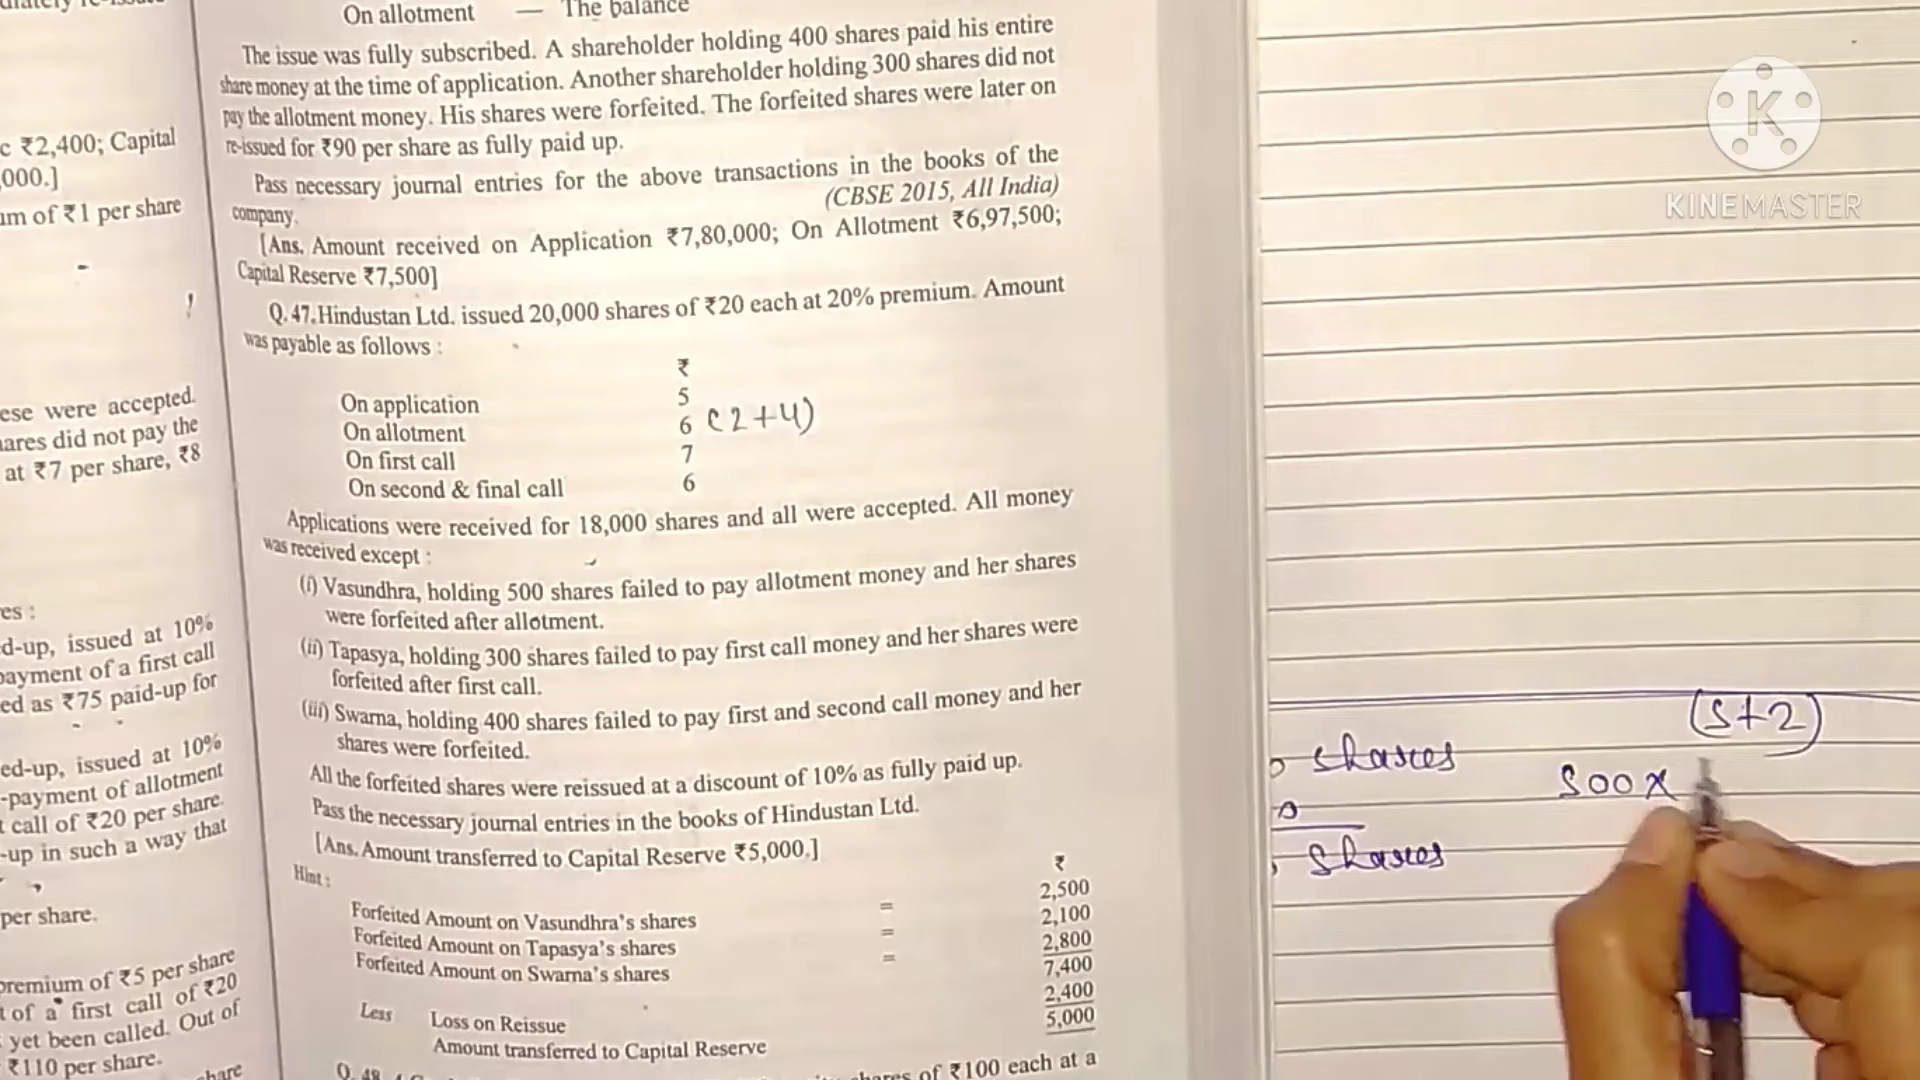 On allotment — The balance
The issue was fully subscribed. A shareholder holding 400 shares paid his entire
share money at the time of application. Another shareholder holding 300 shares did not
pay the allotment money. His shares were forfeited. The forfeited shares were later on
re-issued for ₹90 per share as fully paid up.
Pass necessary journal entries for the above transactions in the books of the
company.
(CBSE 2015, All India)
[Ans. Amount received on Application ₹7,80,000; On Allotment ₹6,97,500;
Capital Reserve ₹7,500]
Q.47. Hindustan Ltd. issued 20,000 shares of ₹20 each at 20% premium. Amount
was payable as follows :
₹
On application 5
On allotment 6 (2+4)
On first call 7
On second & final call 6
Applications were received for 18,000 shares and all were accepted. All money
was received except :
(i) Vasundhra, holding 500 shares failed to pay allotment money and her shares
were forfeited after allotment.
(ii) Tapasya, holding 300 shares failed to pay first call money and her shares were
forfeited after first call.
(iii) Swarna, holding 400 shares failed to pay first and second call money and her
shares were forfeited.
All the forfeited shares were reissued at a discount of 10% as fully paid up.
Pass the necessary journal entries in the books of Hindustan Ltd.
[Ans. Amount transferred to Capital Reserve ₹5,000.]
Hint :
₹
Forfeited Amount on Vasundhra's shares = 2,500
Forfeited Amount on Tapasya's shares = 2,100
Forfeited Amount on Swarna's shares = 2,800
7,400
Less Loss on Reissue 2,400
Amount transferred to Capital Reserve 5,000
shares of ₹100 each at a
c ₹2,400; Capital
,000.]
um of ₹1 per share
ese were accepted.
ares did not pay the
at ₹7 per share, ₹8
es :
d-up, issued at 10%
payment of a first call
ed as ₹75 paid-up for
ed-up, issued at 10%
-payment of allotment
t call of ₹20 per share.
-up in such a way that
per share.
premium of ₹5 per share
t of a first call of ₹20
yet been called. Out of
₹110 per share.
share
K
KINEMASTER
(5+2)
shares
500x
shares